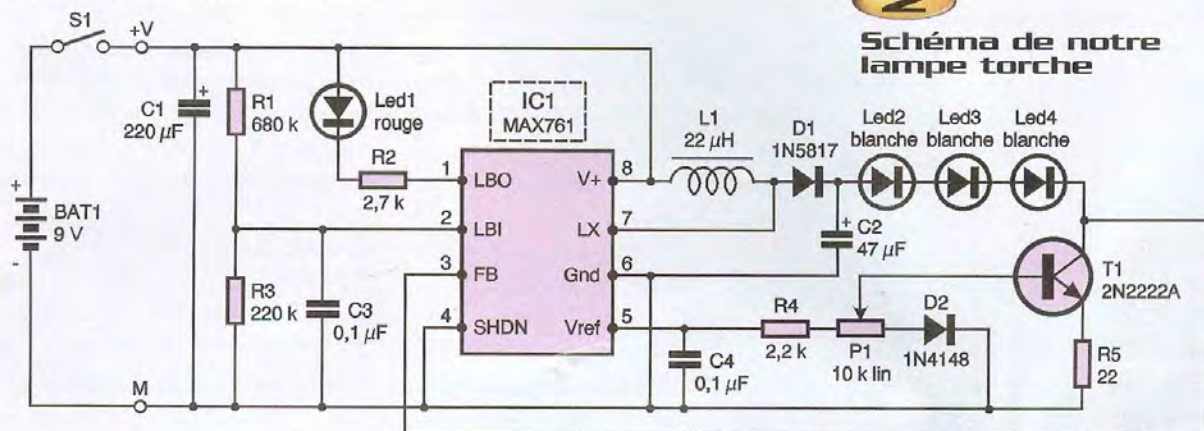 2
Schéma de notre
lampe torche
S1
+V
C1
220 µF
+
R1
680 k
Led1
rouge
R2
2,7 k
IC1
MAX761
1
LBO
2
LBI
3
FB
4
SHDN
V+
8
LX
7
Gnd
6
Vref
5
L1
22 µH
D1
1N5817
Led2
blanche
Led3
blanche
Led4
blanche
+
C2
47 µF
T1
2N2222A
+
BAT1
9 V
-
R3
220 k
C3
0,1 µF
C4
0,1 µF
R4
2,2 k
P1
10 k lin
D2
1N4148
R5
22
M